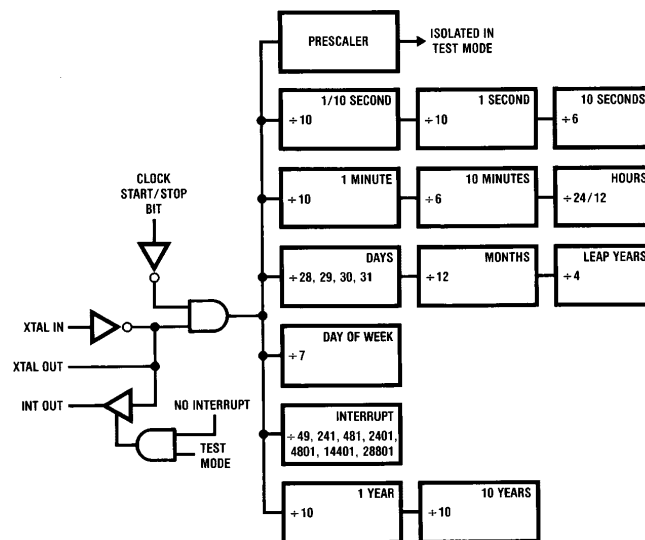 PRESCALER
ISOLATED IN
TEST MODE
1/10 SECOND
÷10
1 SECOND
÷10
10 SECONDS
÷6
1 MINUTE
÷10
10 MINUTES
÷6
HOURS
÷24/12
CLOCK
START/STOP
BIT
DAYS
÷28, 29, 30, 31
MONTHS
÷12
LEAP YEARS
÷4
XTAL IN
XTAL OUT
INT OUT
NO INTERRUPT
TEST
MODE
DAY OF WEEK
÷7
INTERRUPT
÷49, 241, 481, 2401,
4801, 14401, 28801
1 YEAR
÷10
10 YEARS
÷10